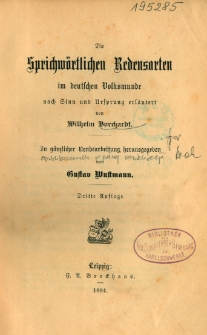 195285
Die
Sprichwörtlichen Redensarten
im deutschen Volksmunde
nach Sinn und Ursprung erläutert
von
Wilhelm Borchardt.
In gänzlicher Neubearbeitung herausgegeben
von
Gustav Wustmann.
Dritte Auflage.
BIBLIOTHEK
Leipzig:
F. A. Brockhaus.
1894.